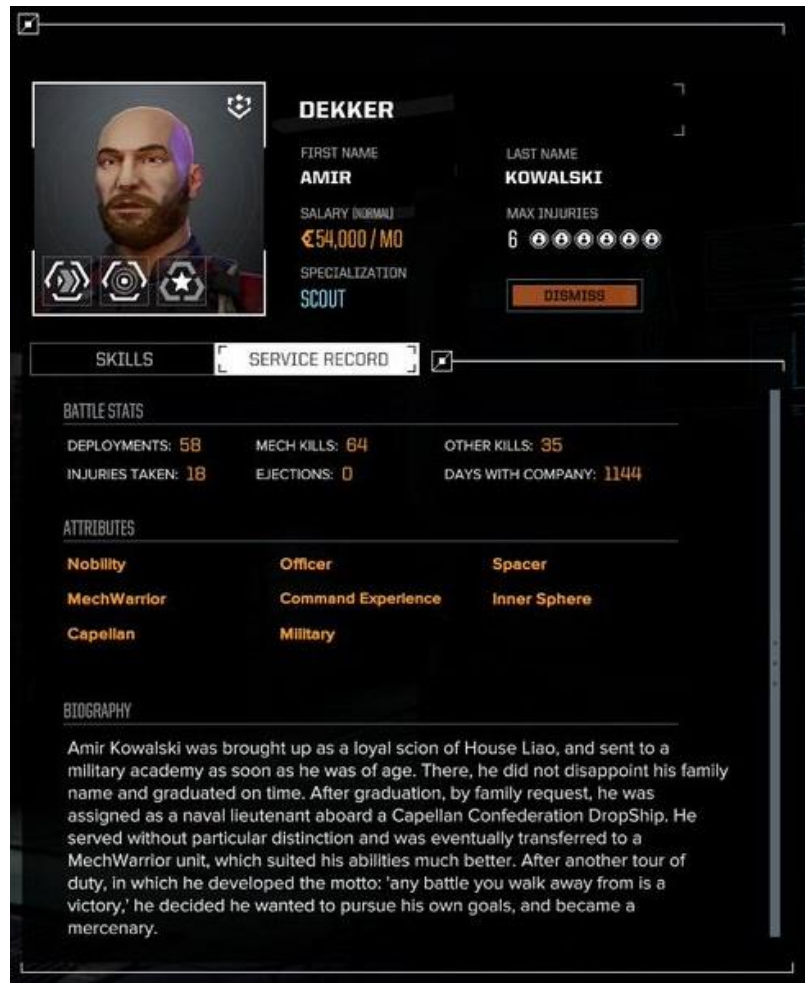 DEKKER
FIRST NAME
LAST NAME
AMIR
KOWALSKI
SALARY (NORMAL)
MAX INJURIES
₡54,000 / MO
6
SPECIALIZATION
SCOUT
DISMISS
SKILLS
SERVICE RECORD
BATTLE STATS
DEPLOYMENTS: 58 MECH KILLS: 64 OTHER KILLS: 35
INJURIES TAKEN: 18 EJECTIONS: 0 DAYS WITH COMPANY: 1144
ATTRIBUTES
Nobility Officer Spacer
MechWarrior Command Experience Inner Sphere
Capellan Military
BIOGRAPHY
Amir Kowalski was brought up as a loyal scion of House Liao, and sent to a
military academy as soon as he was of age. There, he did not disappoint his family
name and graduated on time. After graduation, by family request, he was
assigned as a naval lieutenant aboard a Capellan Confederation DropShip. He
served without particular distinction and was eventually transferred to a
MechWarrior unit, which suited his abilities much better. After another tour of
duty, in which he developed the motto: 'any battle you walk away from is a
victory,' he decided he wanted to pursue his own goals, and became a
mercenary.